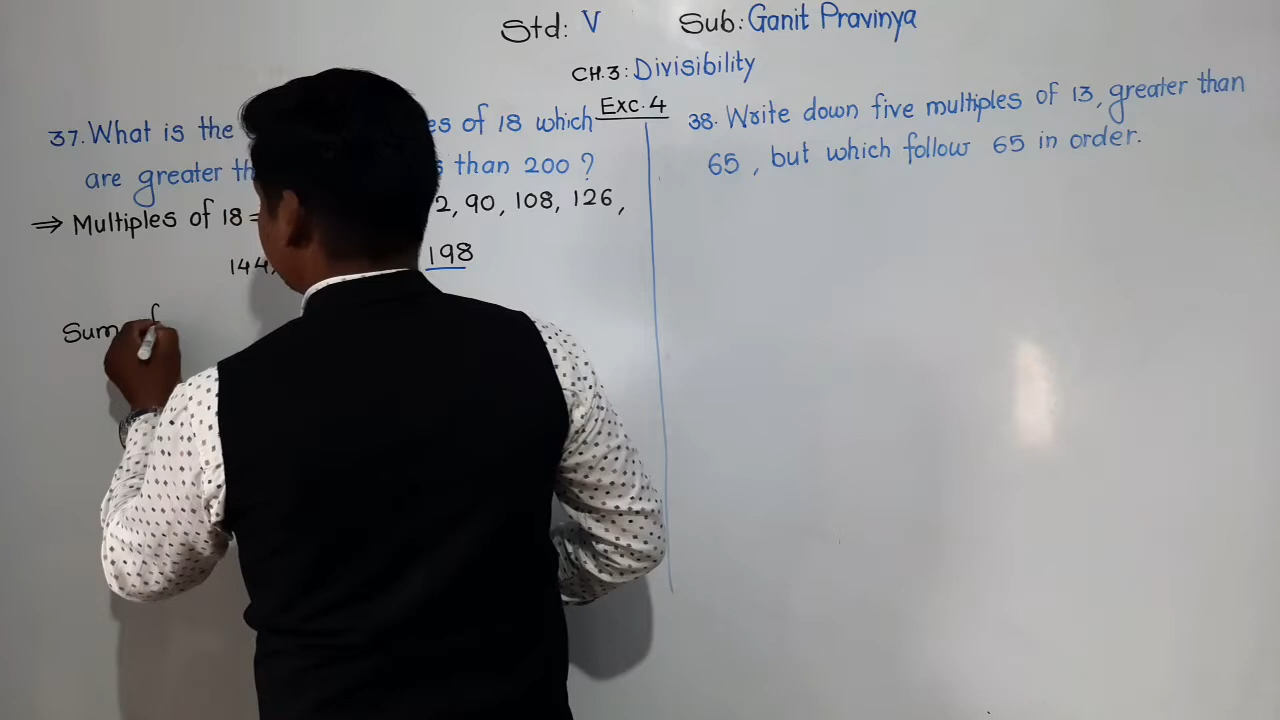 Std: V Sub: Ganit Pravinya
CH.3: Divisibility
Exc. 4
37. What is the es of 18 which
are greater th than 200 ?
⇒ Multiples of 18 = 2, 90, 108, 126,
144, 198
Sum
38. Write down five multiples of 13, greater than
65, but which follow 65 in order.